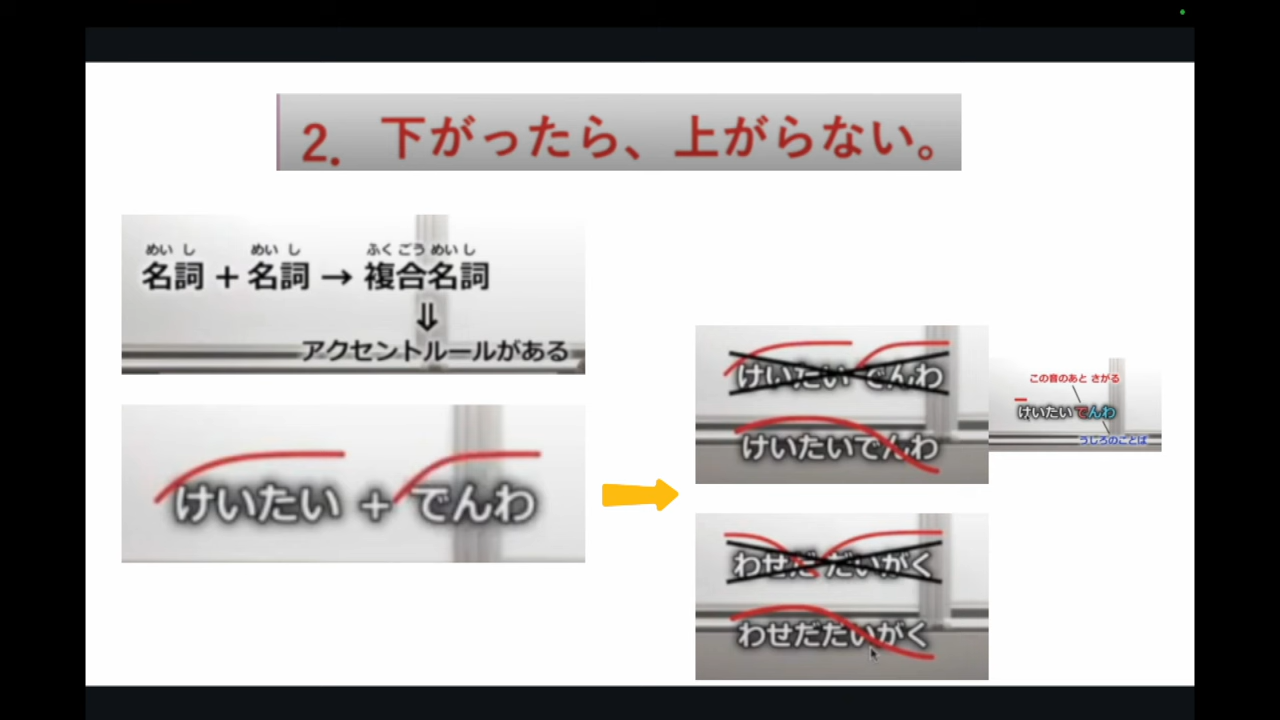 2. 下がったら、上がらない。
めいし めいし ふくごうめいし
名詞 + 名詞 → 複合名詞
⇓
アクセントルールがある
けいたい + でんわ
けいたい でんわ
けいたいでんわ
この音のあと さがる
けいたい でんわ
うしろのことば
わせだ だいがく
わせだだいがく